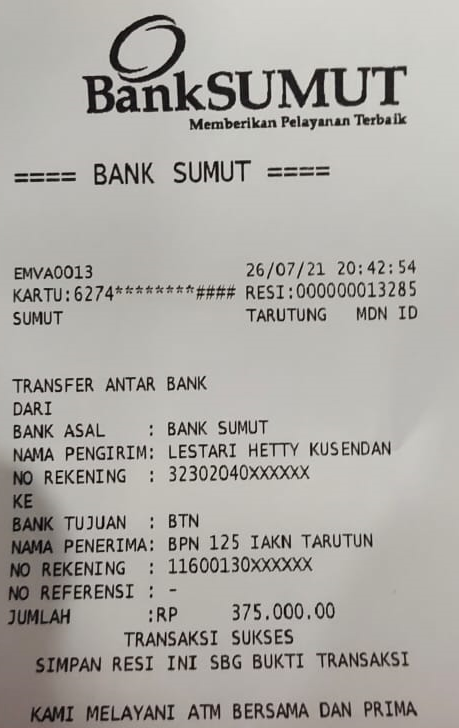 BankSUMUT
Memberikan Pelayanan Terbaik
==== BANK SUMUT ====
EMVA0013 26/07/21 20:42:54
KARTU:6274********#### RESI:000000013285
SUMUT TARUTUNG MDN ID
TRANSFER ANTAR BANK
DARI
BANK ASAL : BANK SUMUT
NAMA PENGIRIM: LESTARI HETTY KUSENDAN
NO REKENING : 32302040XXXXXX
KE
BANK TUJUAN : BTN
NAMA PENERIMA: BPN 125 IAKN TARUTUN
NO REKENING : 11600130XXXXXX
NO REFERENSI : -
JUMLAH :RP 375.000.00
TRANSAKSI SUKSES
SIMPAN RESI INI SBG BUKTI TRANSAKSI
KAMI MELAYANI ATM BERSAMA DAN PRIMA